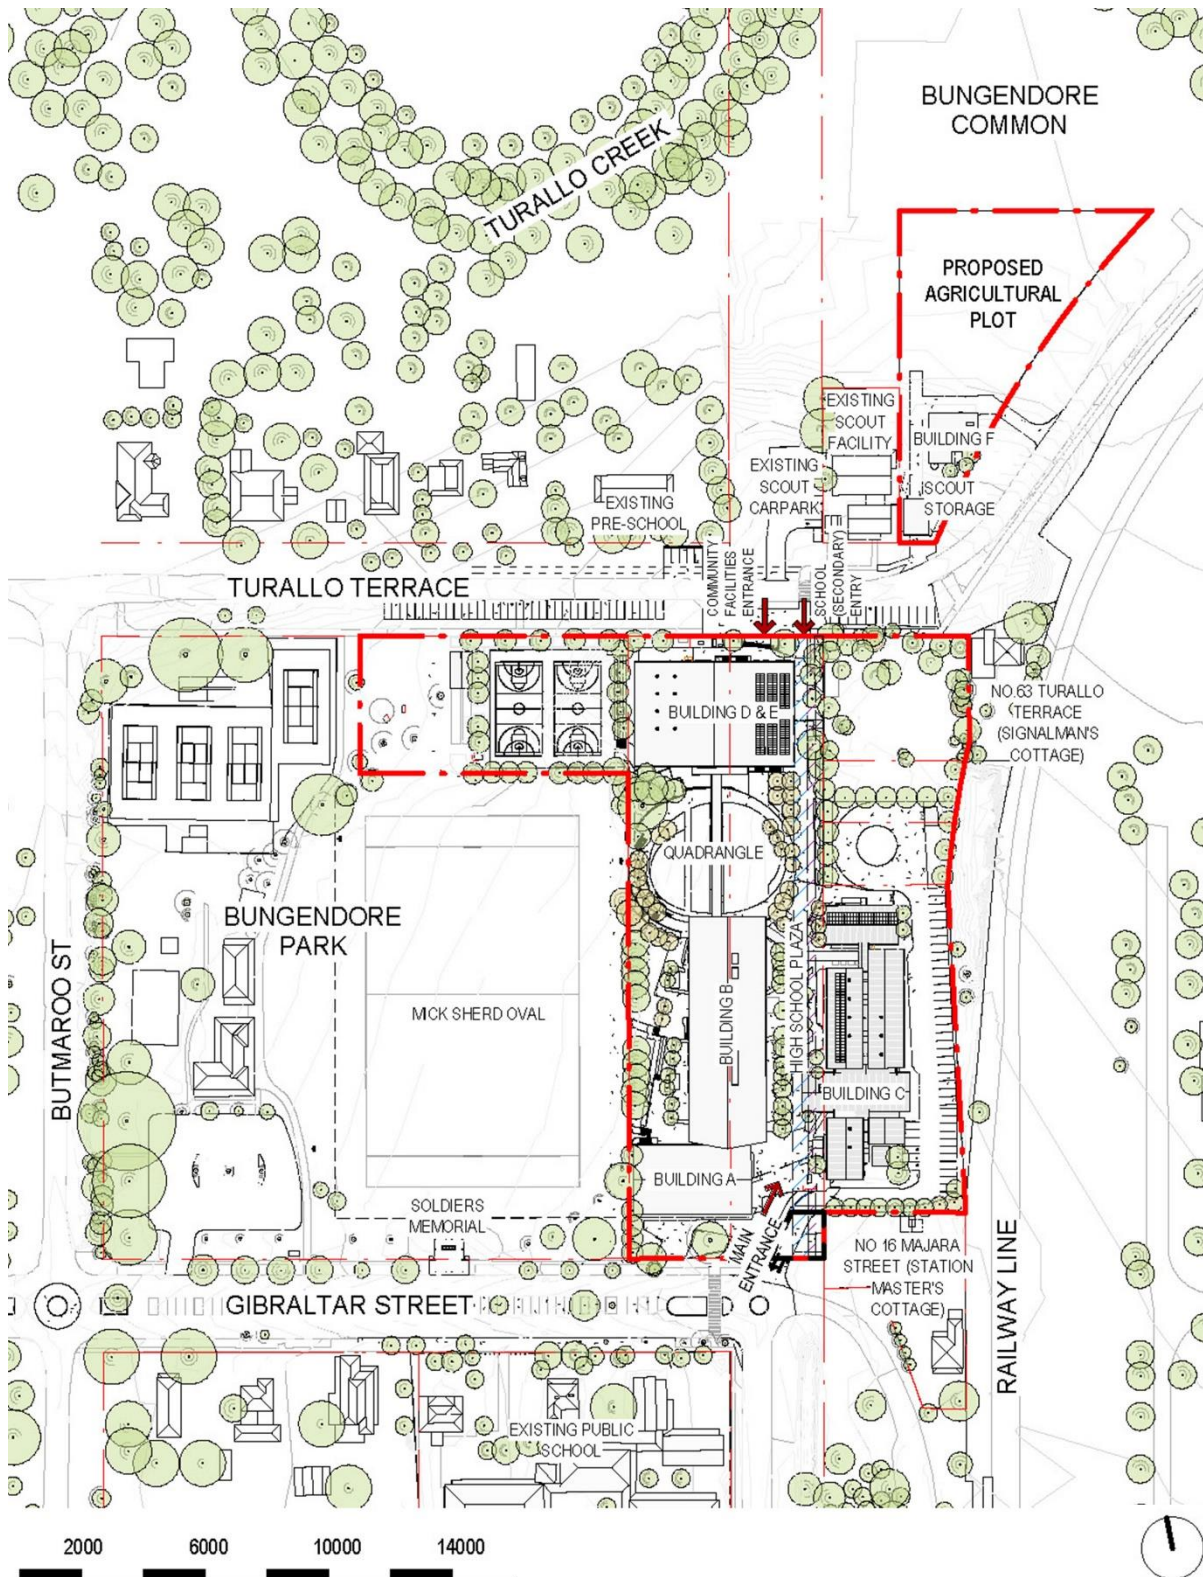 BUNGENDORE
COMMON
TURALLO CREEK
PROPOSED
AGRICULTURAL
PLOT
EXISTING
SCOUT
FACILITY
BUILDING F
EXISTING
SCOUT
CARPARK
SCOUT
STORAGE
EXISTING
PRE-SCHOOL
COMMUNITY
FACILITIES
ENTRANCE
SCHOOL
(SECONDARY)
ENTRY
TURALLO TERRACE
BUILDING D & E
NO.63 TURALLO
TERRACE
(SIGNALMAN'S
COTTAGE)
QUADRANGLE
BUNGENDORE
PARK
BUTMAROO ST
MICK SHERD OVAL
BUILDING B
HIGH SCHOOL PLAZA
BUILDING C
BUILDING A
SOLDIERS
MEMORIAL
MAIN
ENTRANCE
NO 16 MAJARA
STREET (STATION
MASTER'S
COTTAGE)
RAILWAY LINE
GIBRALTAR STREET
EXISTING PUBLIC
SCHOOL
2000 6000 10000 14000